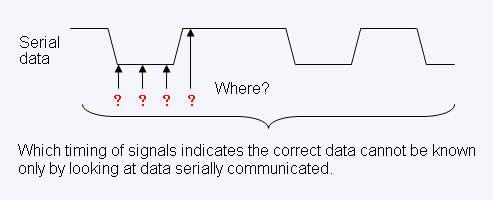 Serial
data
Where?
? ? ? ?
Which timing of signals indicates the correct data cannot be known
only by looking at data serially communicated.